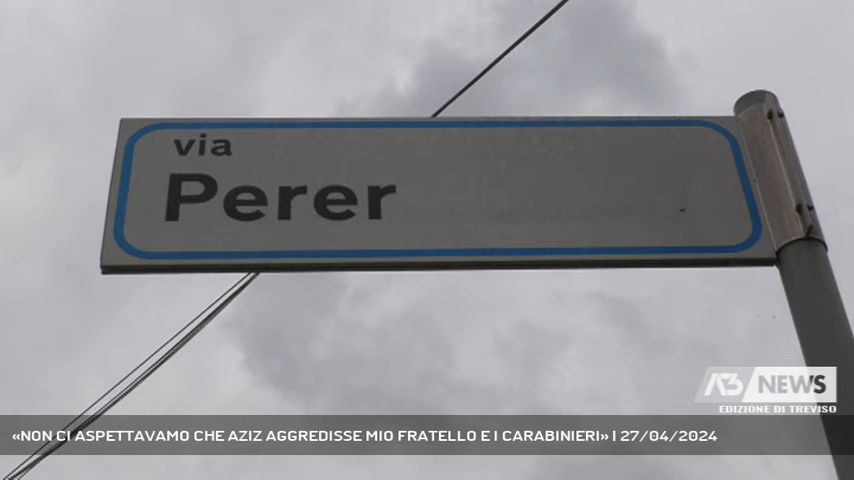 via
Perer
A3 NEWS
EDIZIONE DI TREVISO
«NON CI ASPETTAVAMO CHE AZIZ AGGREDISSE MIO FRATELLO E I CARABINIERI» | 27/04/2024